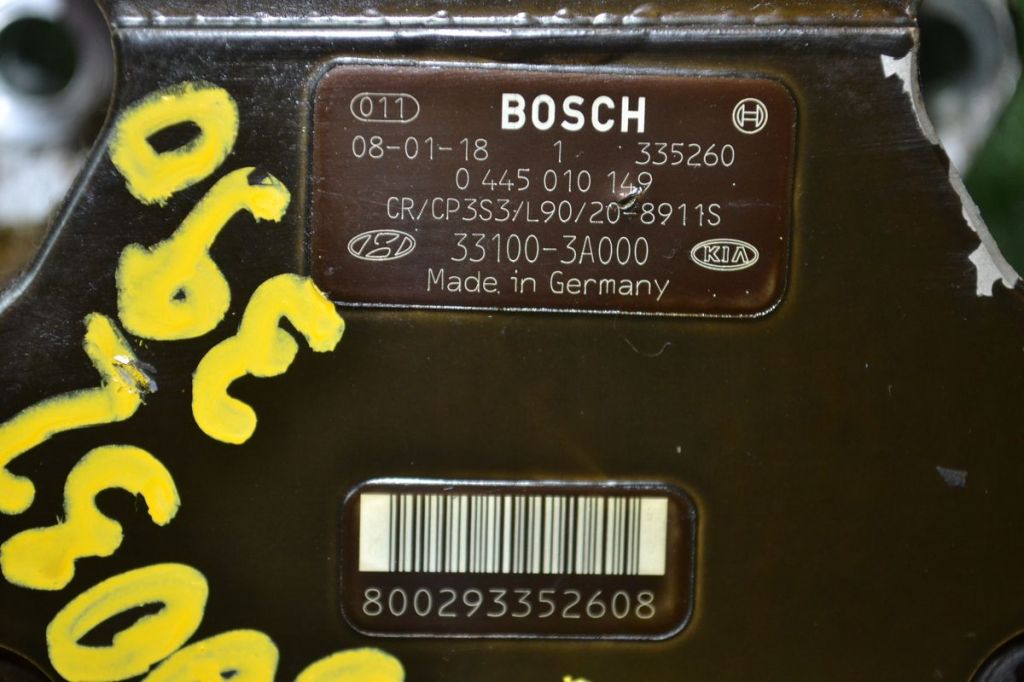 011 BOSCH
08-01-18 1 335260
0 445 010 149
CR/CP3S3/L90/20-8911S
33100-3A000 KIA
Made in Germany
800293352608